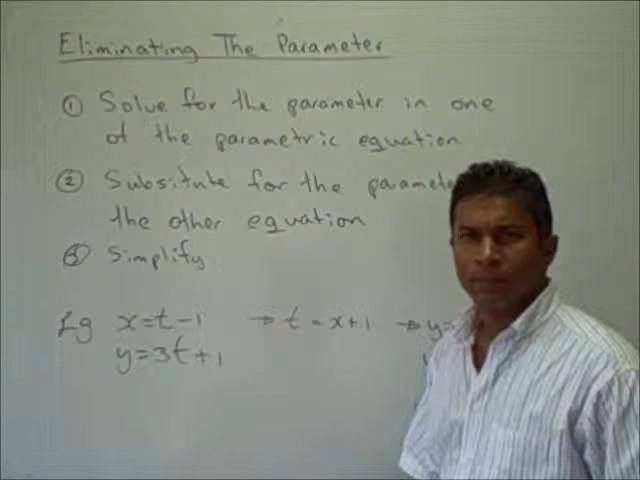 Eliminating The Parameter
① Solve for the parameter in one
of the parametric equation
② Subsitute for the
the other equation
③ Simplify
Eg x=t-1 → t = x+1 → y=
y=3t+1